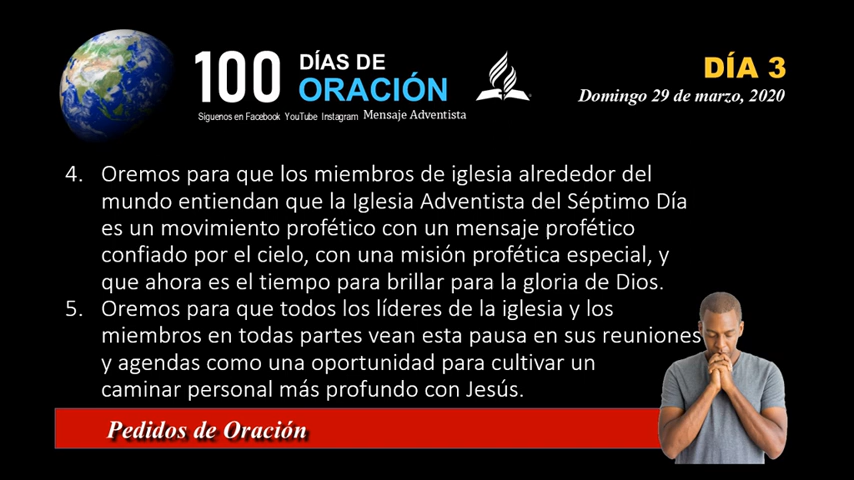 100 DÍAS DE
ORACIÓN
Síguenos en Facebook YouTube Instagram Mensaje Adventista
DÍA 3
Domingo 29 de marzo, 2020
4. Oremos para que los miembros de iglesia alrededor del
mundo entiendan que la Iglesia Adventista del Séptimo Día
es un movimiento profético con un mensaje profético
confiado por el cielo, con una misión profética especial, y
que ahora es el tiempo para brillar para la gloria de Dios.
5. Oremos para que todos los líderes de la iglesia y los
miembros en todas partes vean esta pausa en sus reuniones
y agendas como una oportunidad para cultivar un
caminar personal más profundo con Jesús.
Pedidos de Oración